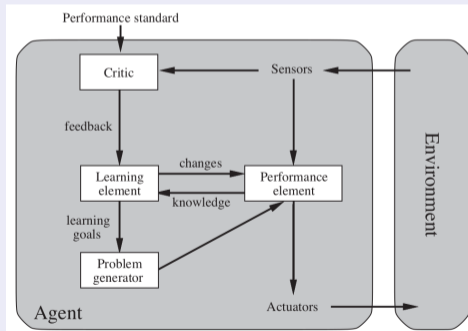 Performance standard
Critic
Sensors
feedback
changes
Learning
element
Performance
element
knowledge
learning
goals
Problem
generator
Agent
Actuators
Environment